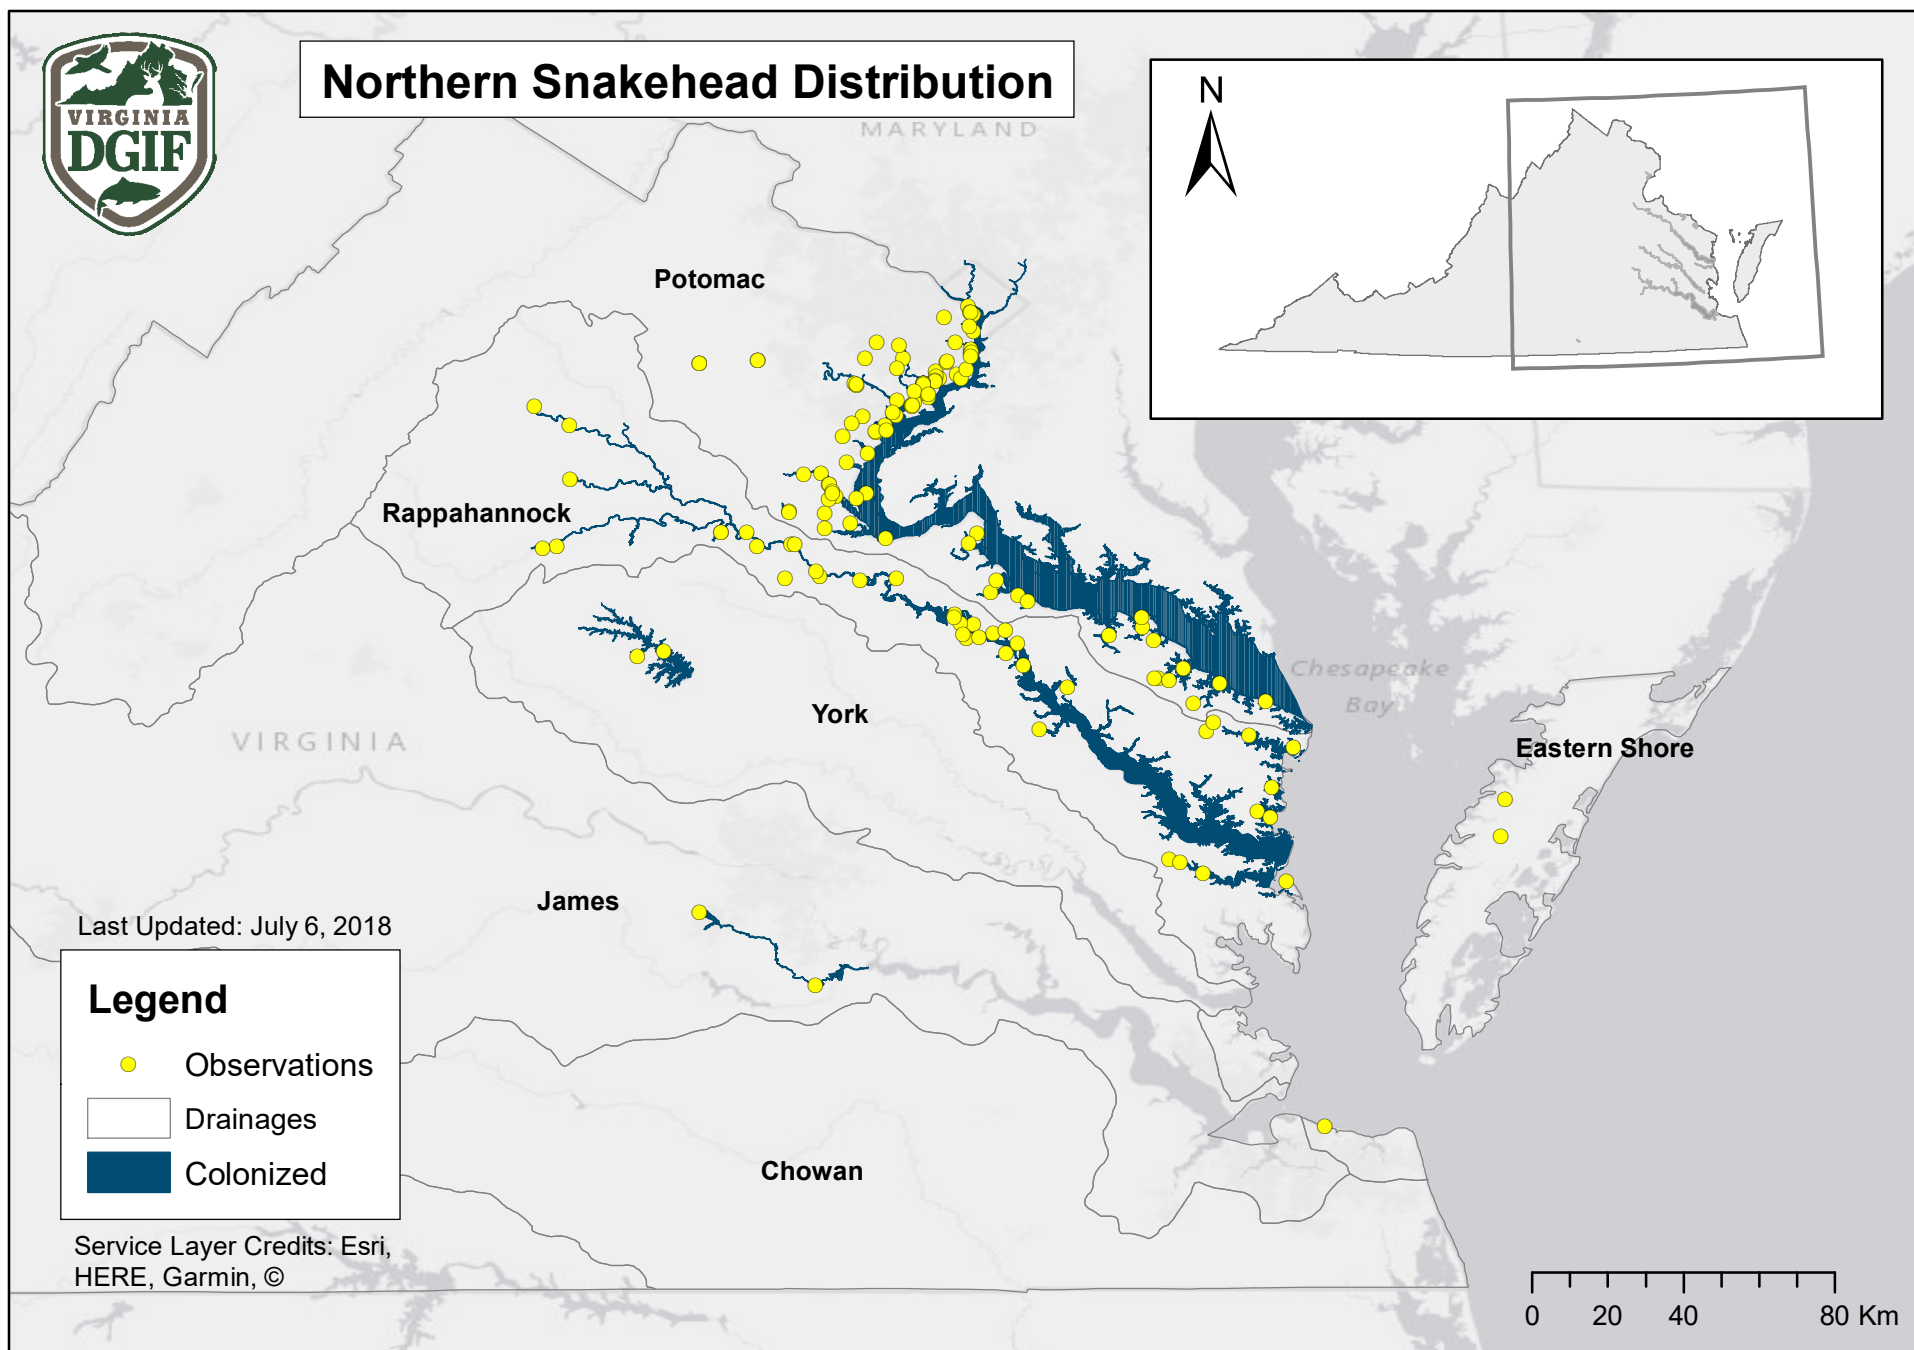 VIRGINIA
DGIF
Northern Snakehead Distribution
MARYLAND
N
Potomac
Rappahannock
York
Chesapeake
Bay
VIRGINIA
Eastern Shore
James
Last Updated: July 6, 2018
Legend
Observations
Drainages
Colonized
Chowan
Service Layer Credits: Esri,
HERE, Garmin, ©
0 20 40 80 Km